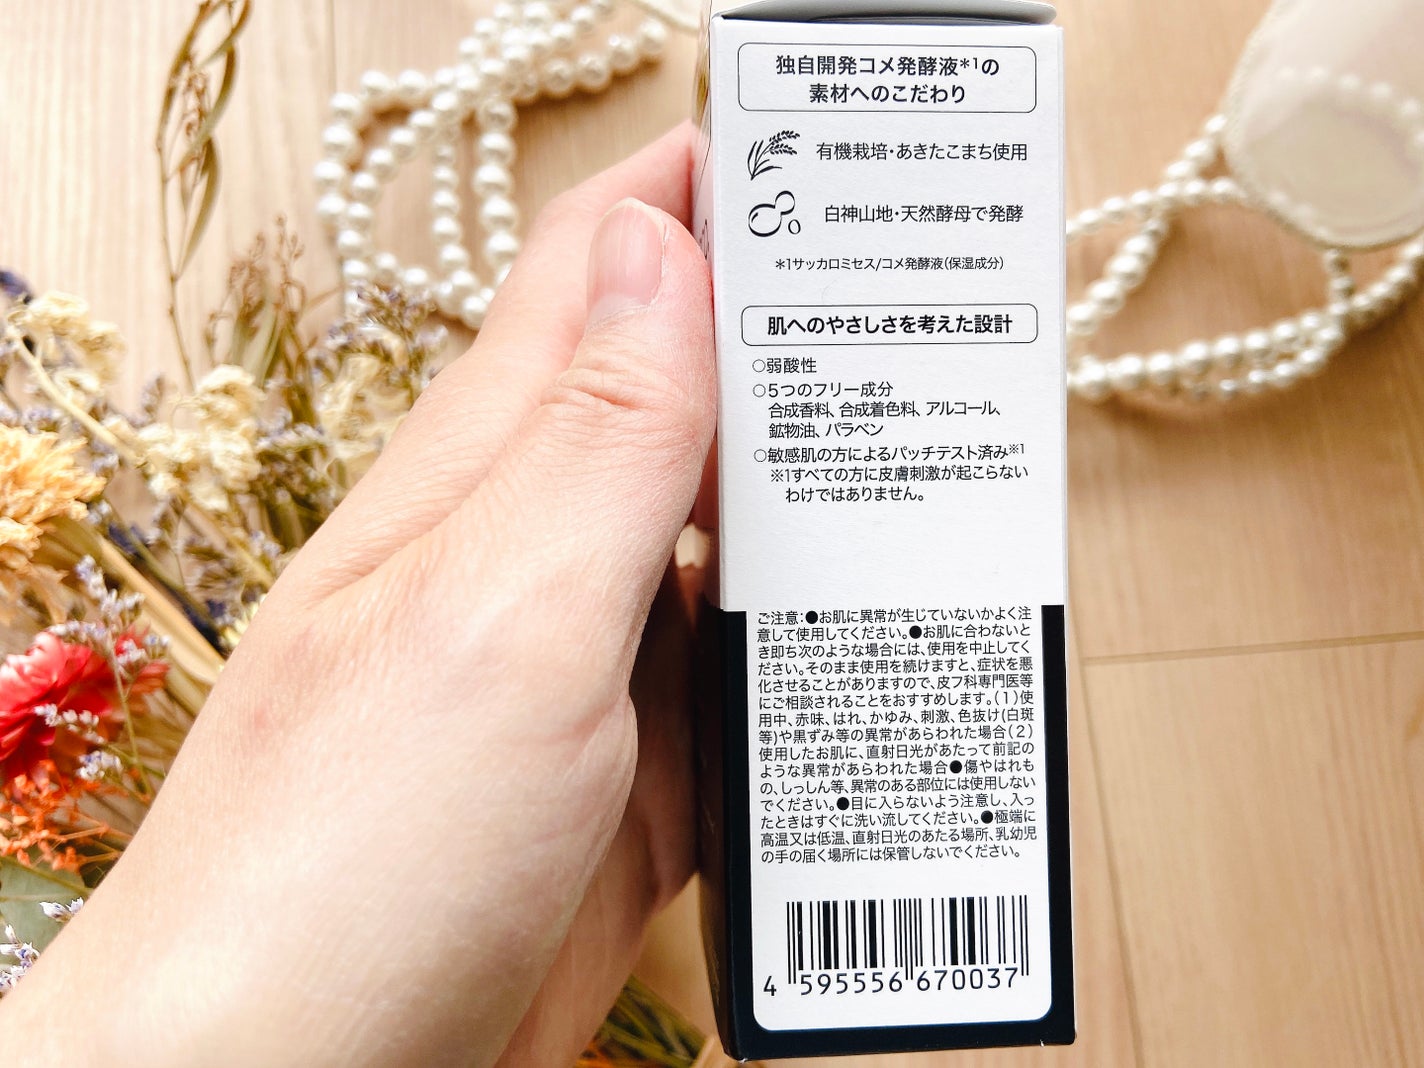 独自開発コメ発酵液*1の
素材へのこだわり
有機栽培・あきたこまち使用
白神山地・天然酵母で発酵
*1サッカロミセス/コメ発酵液(保湿成分)
肌へのやさしさを考えた設計
○弱酸性
○5つのフリー成分
合成香料、合成着色料、アルコール、
鉱物油、パラベン
○敏感肌の方によるパッチテスト済み※1
※1すべての方に皮膚刺激が起こらない
わけではありません。
ご注意:●お肌に異常が生じていないかよく注
意して使用してください。●お肌に合わないと
き即ち次のような場合には、使用を中止してく
ださい。そのまま使用を続けますと、症状を悪
化させることがありますので、皮フ科専門医等
にご相談されることをおすすめします。(1)使
用中、赤味、はれ、かゆみ、刺激、色抜け(白斑
等)や黒ずみ等の異常があらわれた場合(2)
使用したお肌に、直射日光があたって前記の
ような異常があらわれた場合●傷やはれも
の、しっしん等、異常のある部位には使用しない
でください。●目に入らないよう注意し、入っ
たときはすぐに洗い流してください。●極端に
高温又は低温、直射日光のあたる場所、乳幼児
の手の届く場所には保管しないでください。
4 595556 670037